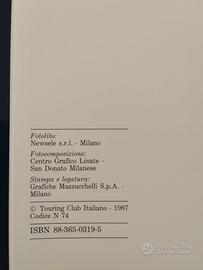 Fotolito:
Newsele s.r.l. - Milano
Fotocomposizione:
Centro Grafico Linate -
San Donato Milanese
Stampa e legatura:
Grafiche Mazzucchelli S.p.A. -
Milano
© Touring Club Italiano - 1987
Codice N 74
ISBN 88-365-0319-5
subito